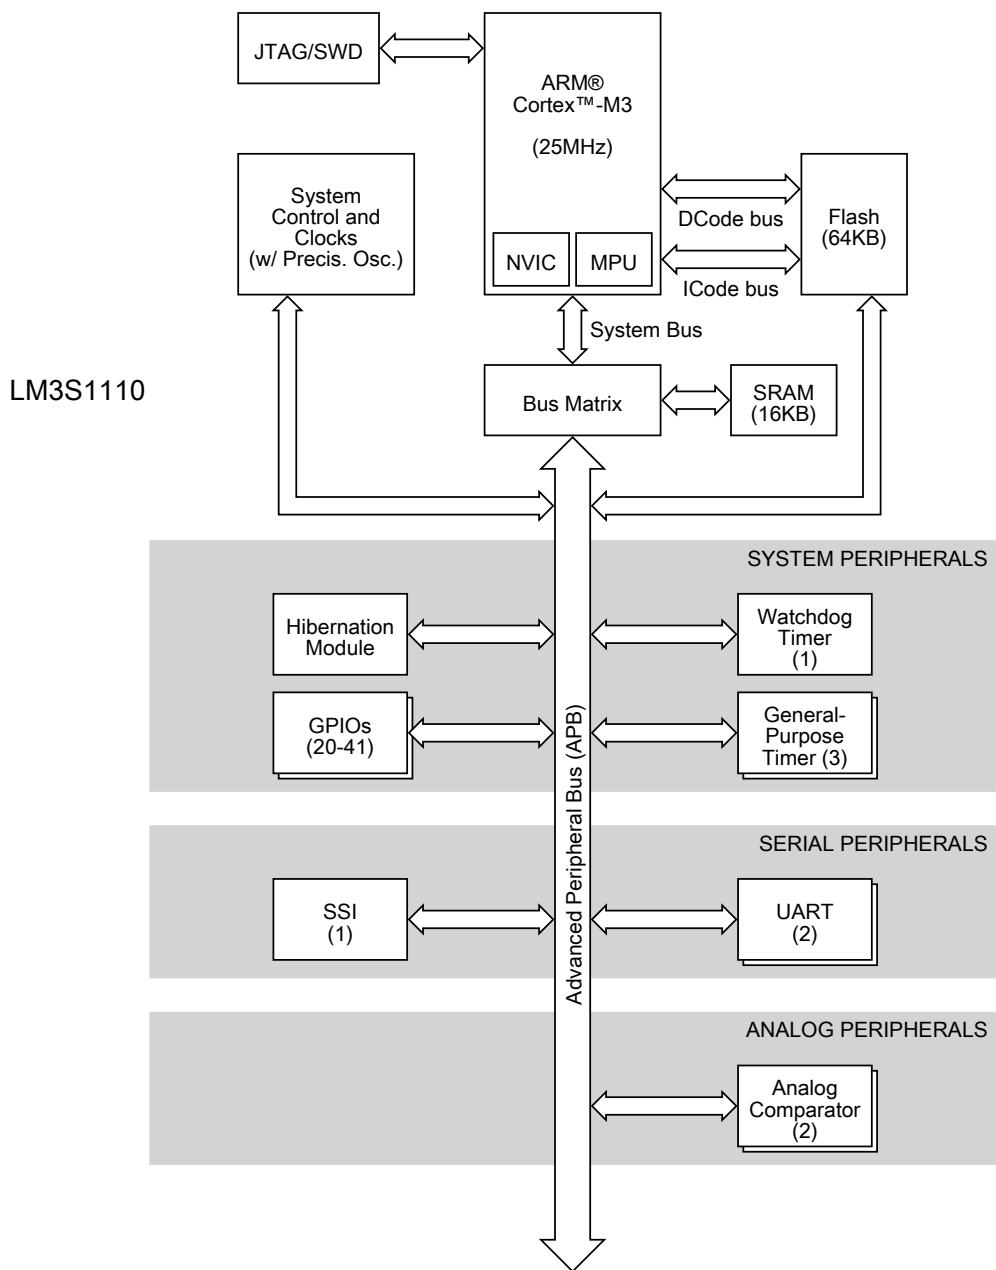 JTAG/SWD
ARM®
Cortex™-M3
(25MHz)
System
Control and
Clocks
(w/ Precis. Osc.)
DCode bus
Flash
(64KB)
NVIC
MPU
ICode bus
System Bus
LM3S1110
Bus Matrix
SRAM
(16KB)
SYSTEM PERIPHERALS
Hibernation
Module
Watchdog
Timer
(1)
GPIOs
(20-41)
General-
Purpose
Timer (3)
Advanced Peripheral Bus (APB)
SERIAL PERIPHERALS
SSI
(1)
UART
(2)
ANALOG PERIPHERALS
Analog
Comparator
(2)